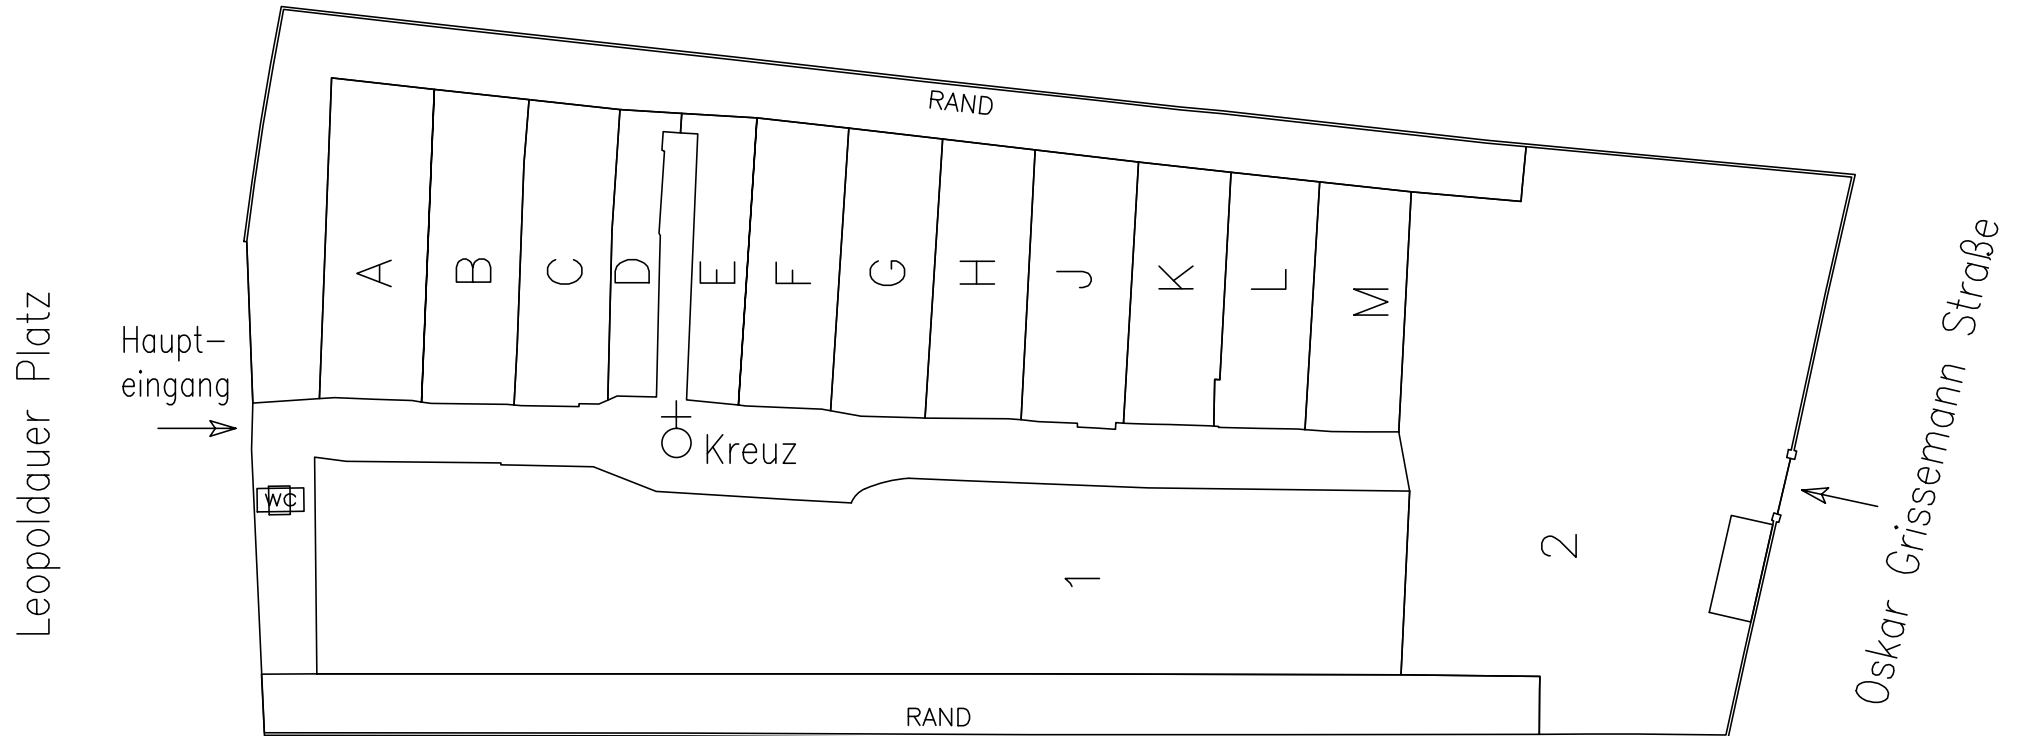 RAND
A
B
C
D
E
F
G
H
J
K
L
M
Leopoldauer Platz
Haupt-
eingang
Kreuz
WC
1
2
Oskar Grissemann Straße
RAND